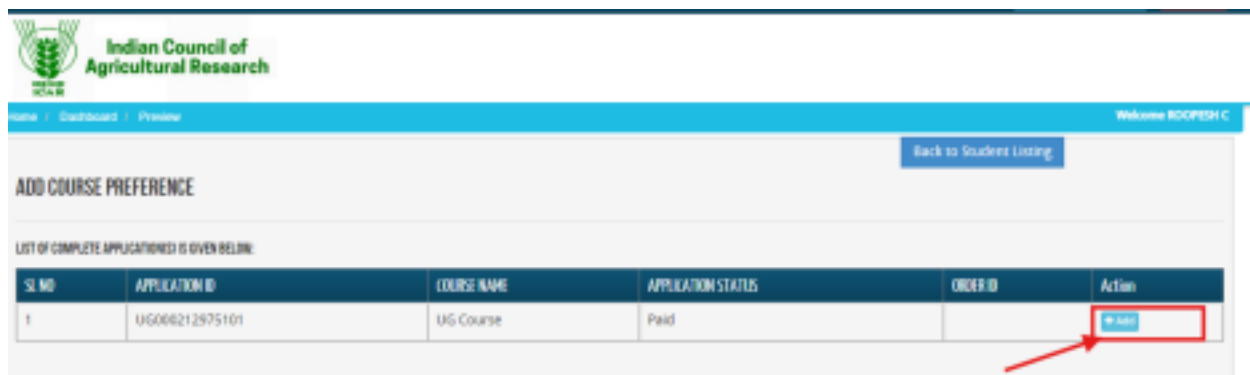 Indian Council of
Agricultural Research
ICAR
Home / Dashboard / Preview
Welcome ROOPESH C
Back to Student Listing
ADD COURSE PREFERENCE
LIST OF COMPLETE APPLICATION(S) IS GIVEN BELOW:
SL NO APPLICATION ID COURSE NAME APPLICATION STATUS ORDER ID Action
1 UG000212975101 UG Course Paid + Add